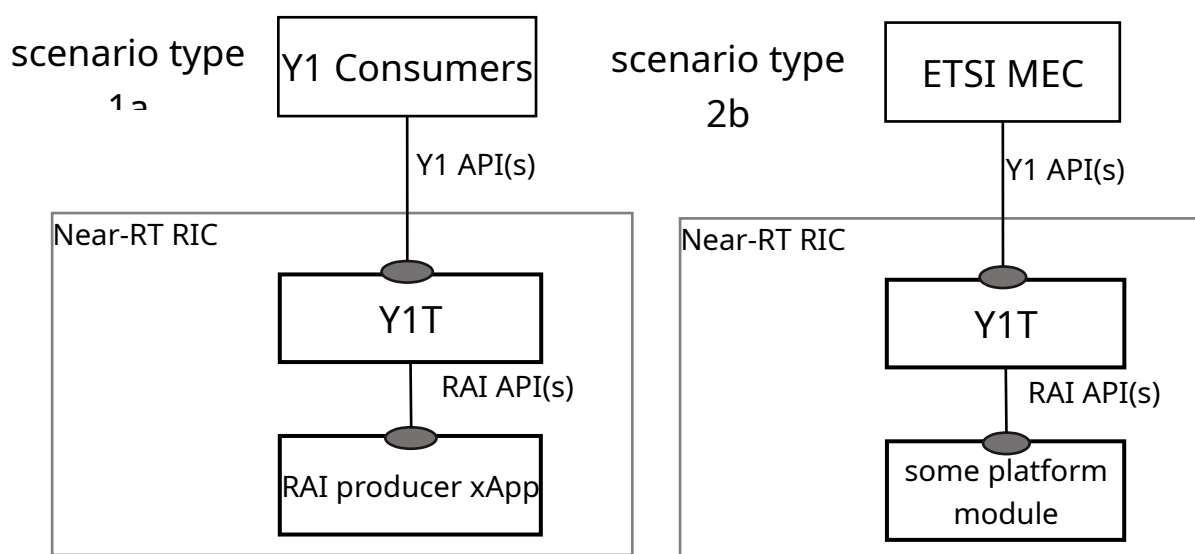 scenario type
Y1 Consumers
Y1 API(s)
Near-RT RIC
Y1T
RAI API(s)
RAI producer xApp
scenario type
2b
ETSI MEC
Y1 API(s)
Near-RT RIC
Y1T
RAI API(s)
some platform
module